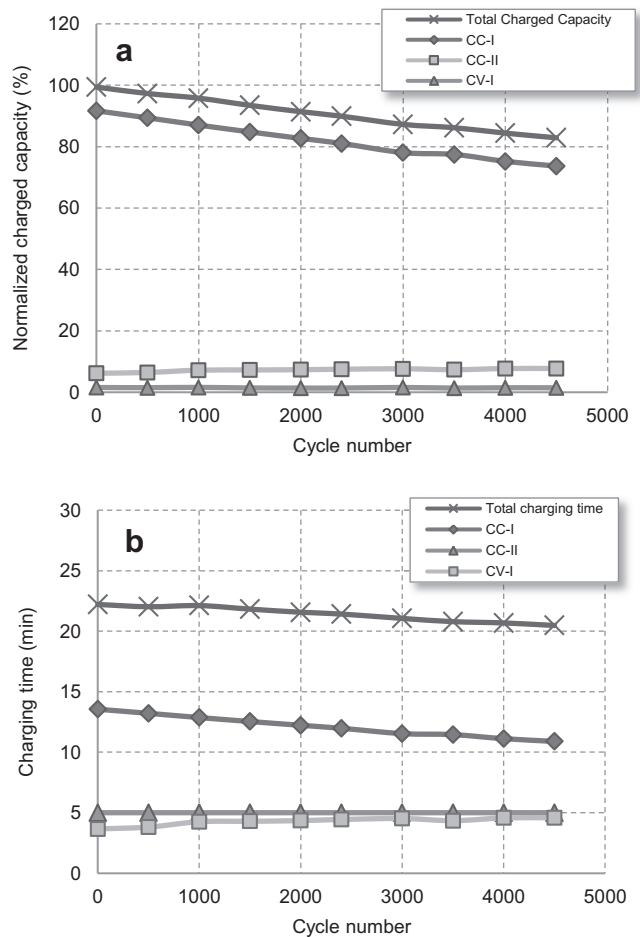 a
Total Charged Capacity
CC-I
CC-II
CV-I
Normalized charged capacity (%)
120
100
80
60
40
20
0
0 1000 2000 3000 4000 5000
Cycle number
b
Total charging time
CC-I
CC-II
CV-I
Charging time (min)
30
25
20
15
10
5
0
0 1000 2000 3000 4000 5000
Cycle number